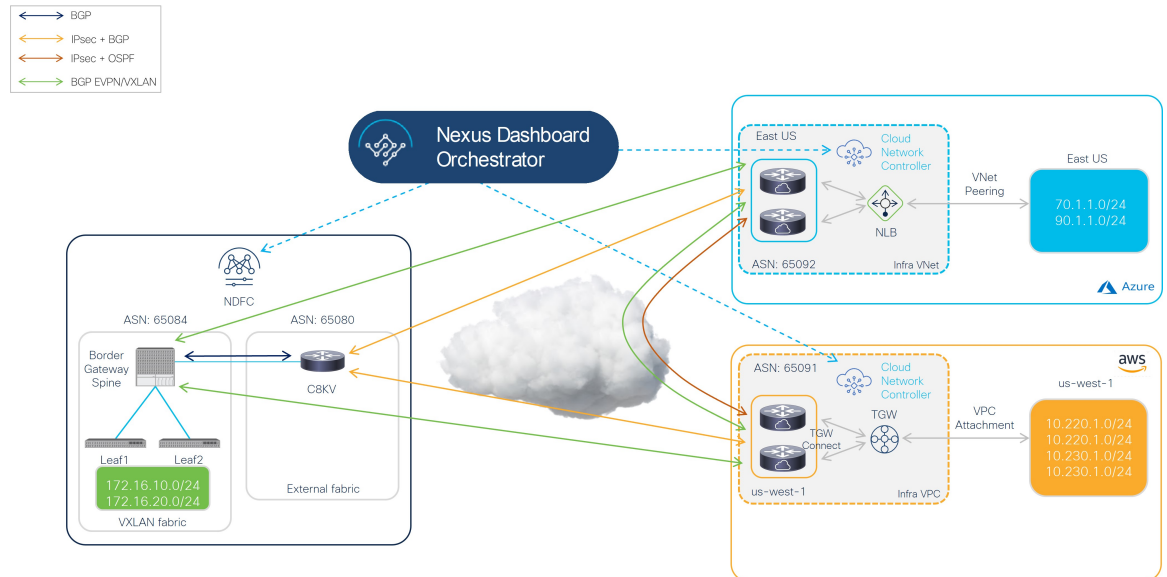 BGP
IPsec + BGP
IPsec + OSPF
BGP EVPN/VXLAN
Nexus Dashboard
Orchestrator
NDFC
ASN: 65084
ASN: 65080
Border
Gateway
Spine
C8KV
Leaf1
Leaf2
172.16.10.0/24
172.16.20.0/24
VXLAN fabric
External fabric
East US
Cloud
Network
Controller
NLB
ASN: 65092
Infra VNet
VNet
Peering
East US
70.1.1.0/24
90.1.1.0/24
Azure
ASN: 65091
Cloud
Network
Controller
TGW
TGW
Connect
us-west-1
Infra VPC
VPC
Attachment
aws
us-west-1
10.220.1.0/24
10.220.1.0/24
10.230.1.0/24
10.230.1.0/24